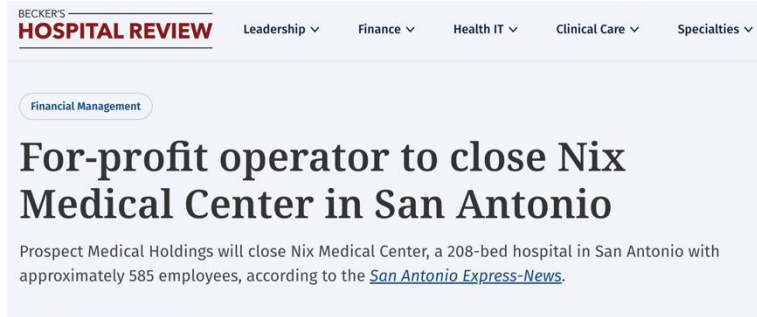 BECKER'S
HOSPITAL REVIEW
Leadership Finance Health IT Clinical Care Specialties
Financial Management
For-profit operator to close Nix
Medical Center in San Antonio
Prospect Medical Holdings will close Nix Medical Center, a 208-bed hospital in San Antonio with
approximately 585 employees, according to the San Antonio Express-News.